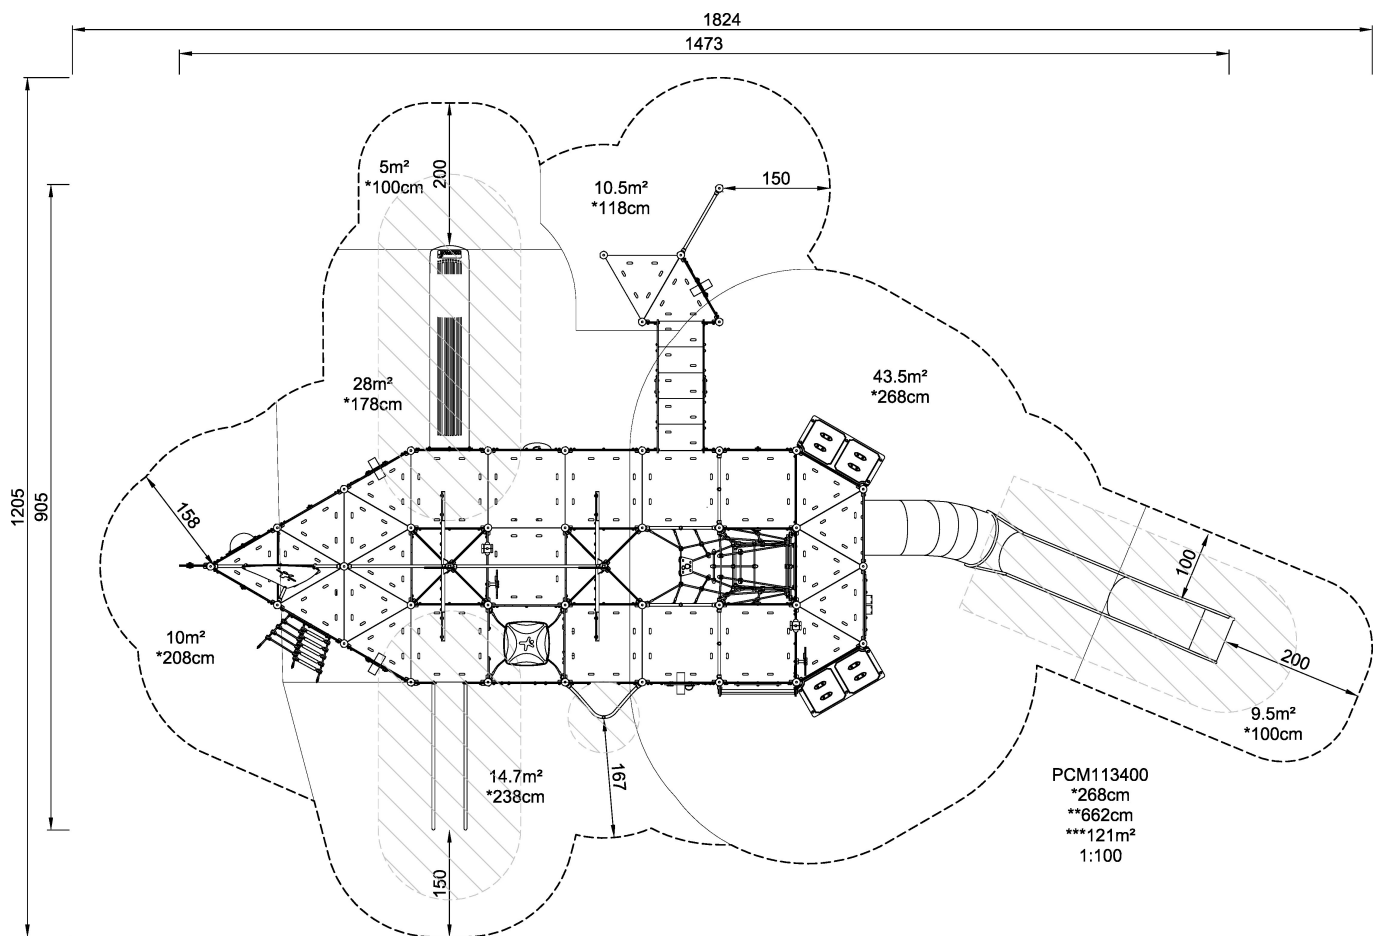 1824
1473
1205
905
5m²
*100cm
200
10.5m²
*118cm
150
28m²
*178cm
43.5m²
*268cm
158
100
10m²
*208cm
200
9.5m²
*100cm
14.7m²
*238cm
167
150
PCM113400
*268cm
**662cm
***121m²
1:100